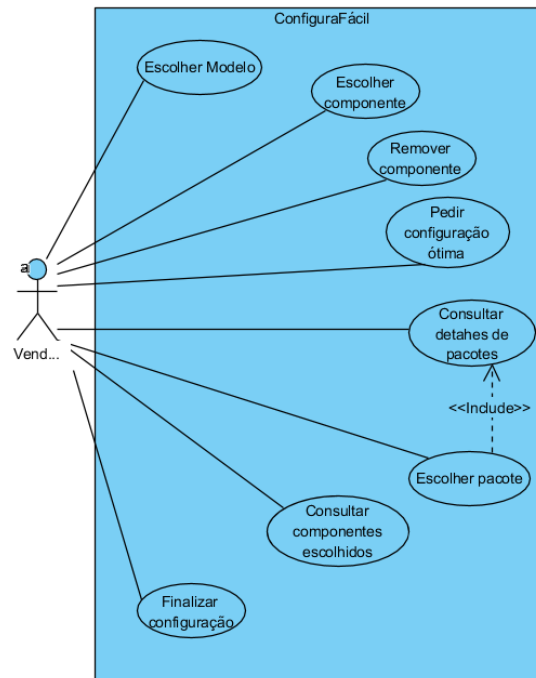 ConfiguraFácil
Escolher Modelo
Escolher
componente
Remover
componente
Pedir
configuração
ótima
a
Vend...
Consultar
detahes de
pacotes
<<Include>>
Escolher pacote
Consultar
componentes
escolhidos
Finalizar
configuração